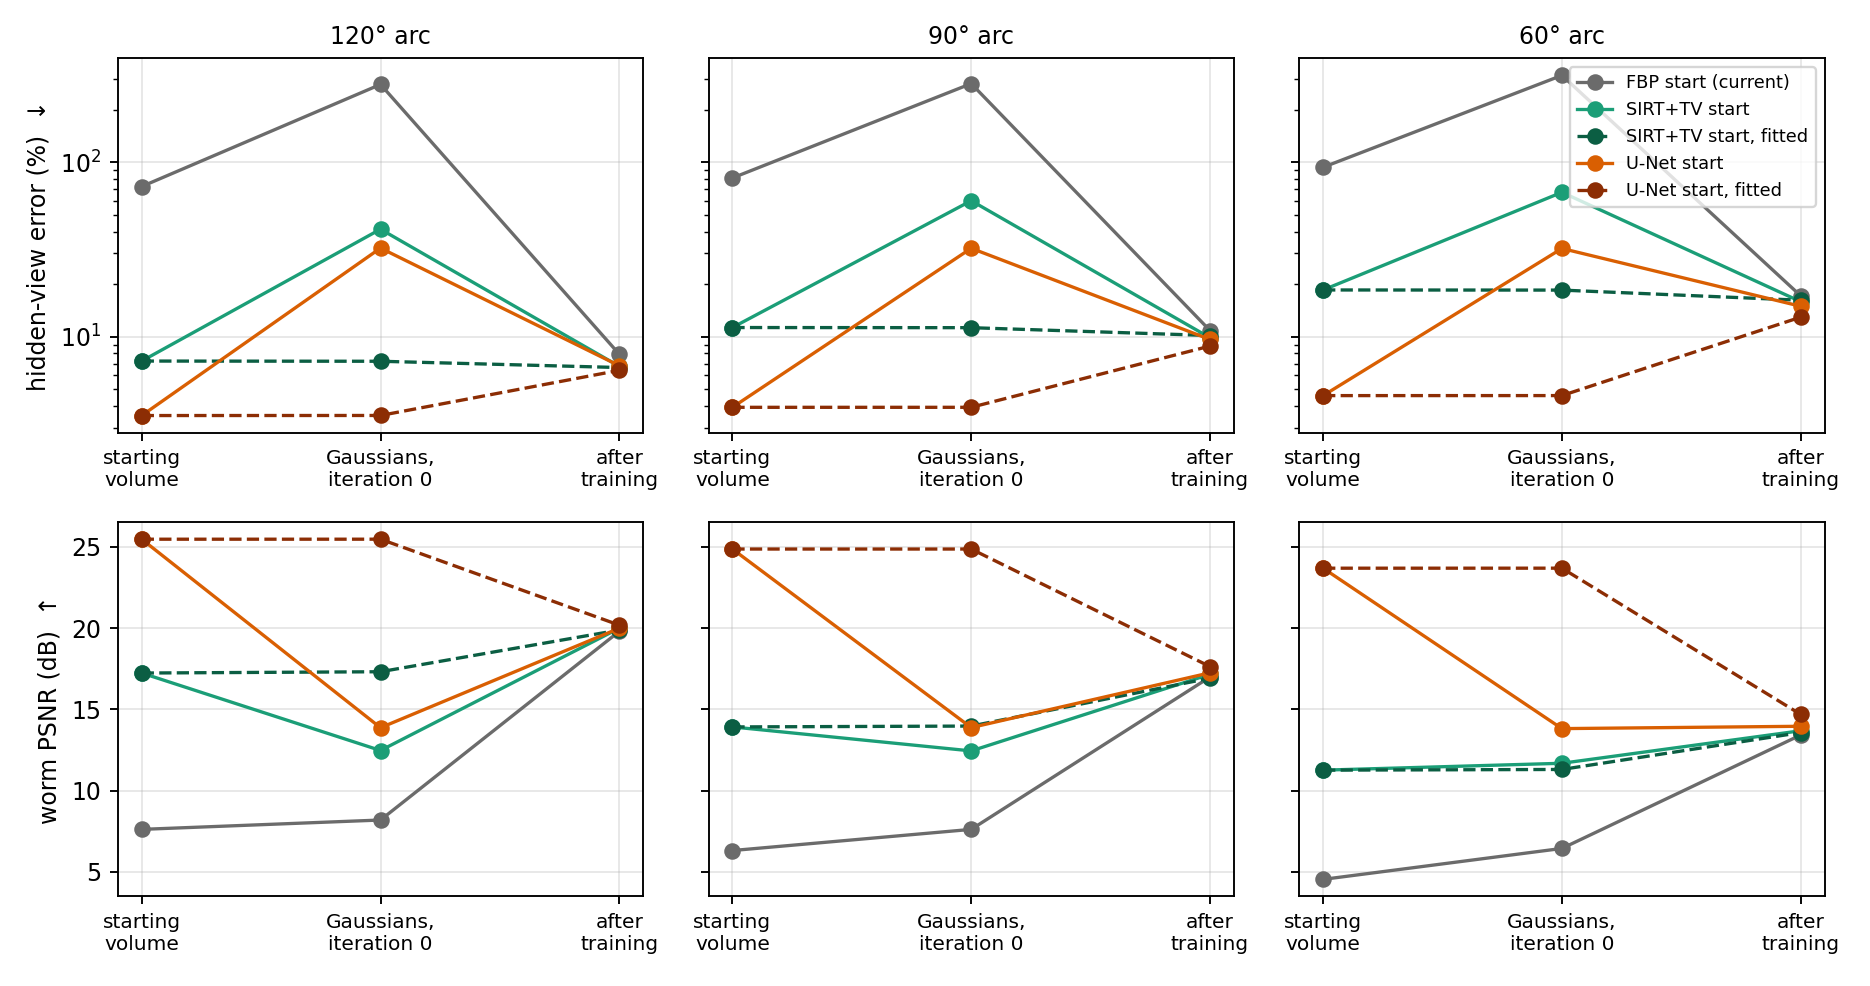 120° arc
90° arc
60° arc
hidden-view error (%) ↓
10²
10¹
FBP start (current)
SIRT+TV start
SIRT+TV start, fitted
U-Net start
U-Net start, fitted
starting
volume
Gaussians,
iteration 0
after
training
starting
volume
Gaussians,
iteration 0
after
training
starting
volume
Gaussians,
iteration 0
after
training
worm PSNR (dB) ↑
25
20
15
10
5
starting
volume
Gaussians,
iteration 0
after
training
starting
volume
Gaussians,
iteration 0
after
training
starting
volume
Gaussians,
iteration 0
after
training